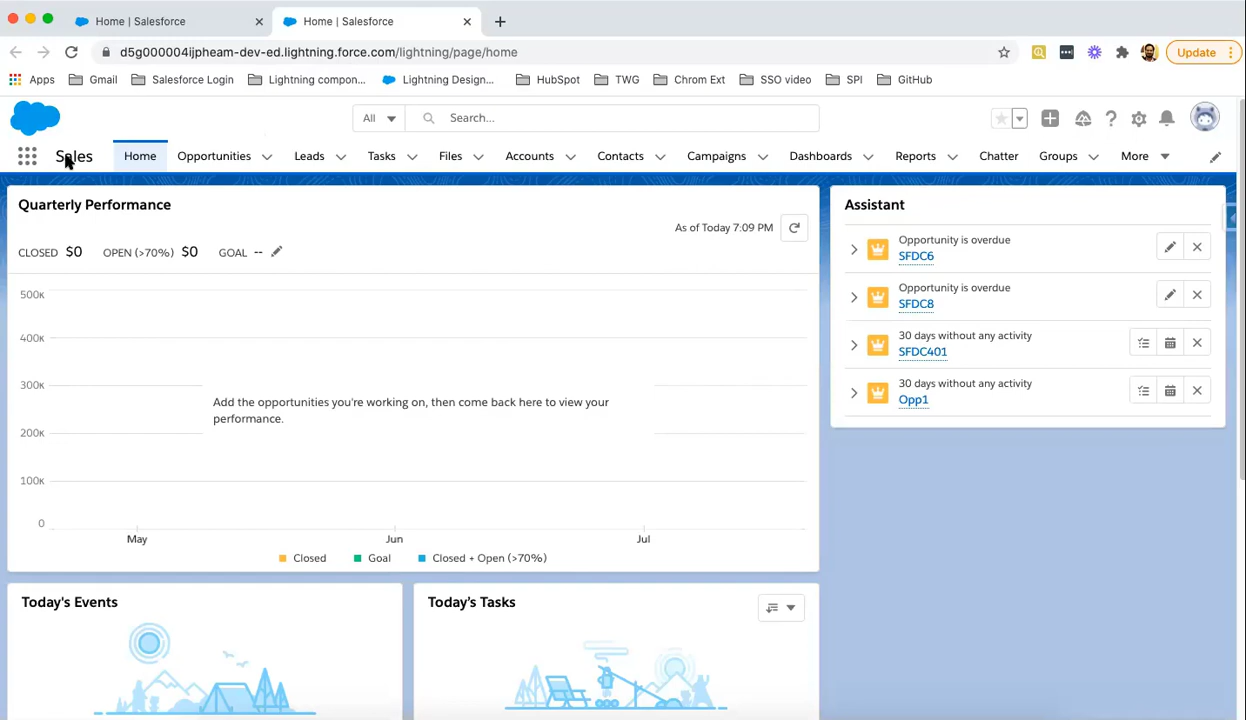 Home | Salesforce
Home | Salesforce
d5g000004ijpheam-dev-ed.lightning.force.com/lightning/page/home
Update
Apps
Gmail
Salesforce Login
Lightning compon...
Lightning Design...
HubSpot
TWG
Chrom Ext
SSO video
SPI
GitHub
All
Search...
Sales
Home
Opportunities
Leads
Tasks
Files
Accounts
Contacts
Campaigns
Dashboards
Reports
Chatter
Groups
More
Quarterly Performance
As of Today 7:09 PM
CLOSED $0 OPEN (>70%) $0 GOAL --
500K
400K
300K
200K
100K
0
Add the opportunities you're working on, then come back here to view your
performance.
May
Jun
Jul
Closed
Goal
Closed + Open (>70%)
Assistant
Opportunity is overdue
SFDC6
Opportunity is overdue
SFDC8
30 days without any activity
SFDC401
30 days without any activity
Opp1
Today's Events
Today's Tasks